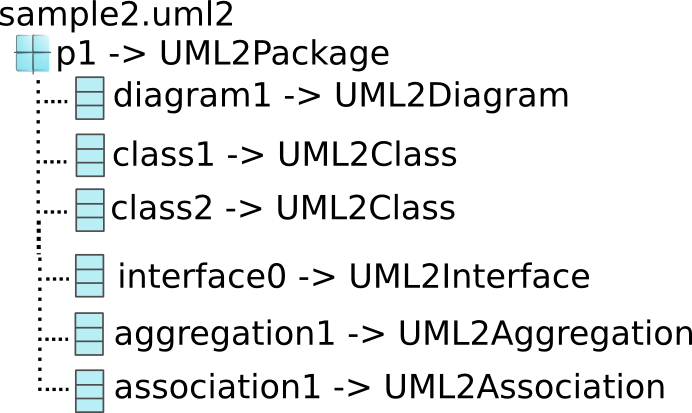 sample2.uml2
p1 -> UML2Package
diagram1 -> UML2Diagram
class1 -> UML2Class
class2 -> UML2Class
interface0 -> UML2Interface
aggregation1 -> UML2Aggregation
association1 -> UML2Association